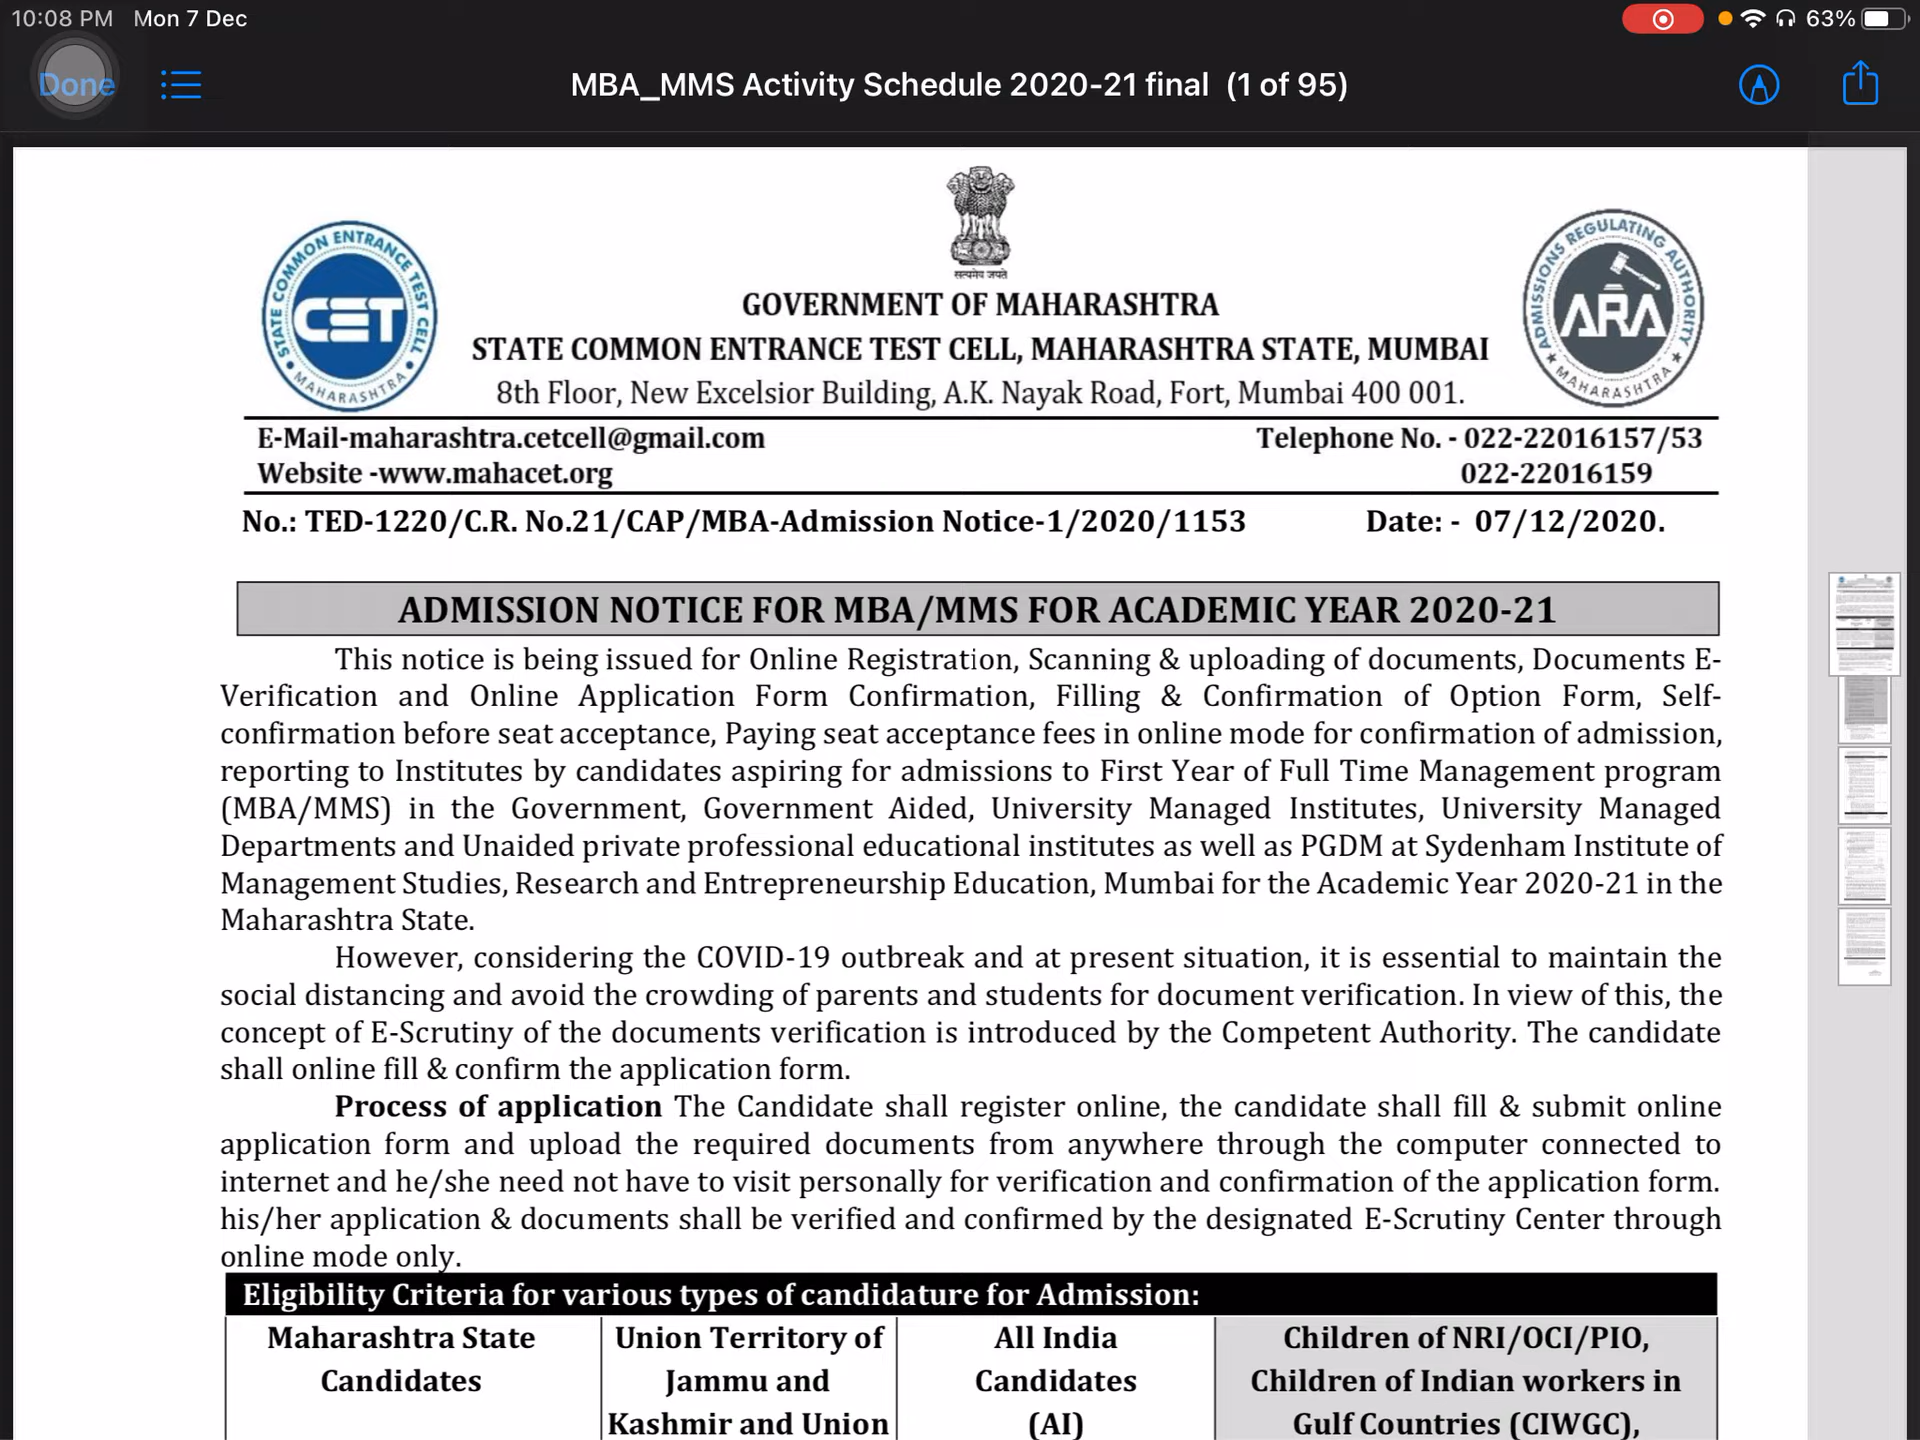 10:08 PM Mon 7 Dec
63%
Done
MBA_MMS Activity Schedule 2020-21 final (1 of 95)
STATE COMMON ENTRANCE TEST CELL
CET
MAHARASHTRA
सत्यमेव जयते
ADMISSIONS REGULATING AUTHORITY
ARA
MAHARASHTRA
GOVERNMENT OF MAHARASHTRA
STATE COMMON ENTRANCE TEST CELL, MAHARASHTRA STATE, MUMBAI
8th Floor, New Excelsior Building, A.K. Nayak Road, Fort, Mumbai 400 001.
E-Mail-maharashtra.cetcell@gmail.com Telephone No. - 022-22016157/53
Website -www.mahacet.org 022-22016159
No.: TED-1220/C.R. No.21/CAP/MBA-Admission Notice-1/2020/1153 Date: - 07/12/2020.
ADMISSION NOTICE FOR MBA/MMS FOR ACADEMIC YEAR 2020-21
This notice is being issued for Online Registration, Scanning & uploading of documents, Documents E-
Verification and Online Application Form Confirmation, Filling & Confirmation of Option Form, Self-
confirmation before seat acceptance, Paying seat acceptance fees in online mode for confirmation of admission,
reporting to Institutes by candidates aspiring for admissions to First Year of Full Time Management program
(MBA/MMS) in the Government, Government Aided, University Managed Institutes, University Managed
Departments and Unaided private professional educational institutes as well as PGDM at Sydenham Institute of
Management Studies, Research and Entrepreneurship Education, Mumbai for the Academic Year 2020-21 in the
Maharashtra State.
However, considering the COVID-19 outbreak and at present situation, it is essential to maintain the
social distancing and avoid the crowding of parents and students for document verification. In view of this, the
concept of E-Scrutiny of the documents verification is introduced by the Competent Authority. The candidate
shall online fill & confirm the application form.
Process of application The Candidate shall register online, the candidate shall fill & submit online
application form and upload the required documents from anywhere through the computer connected to
internet and he/she need not have to visit personally for verification and confirmation of the application form.
his/her application & documents shall be verified and confirmed by the designated E-Scrutiny Center through
online mode only.
Eligibility Criteria for various types of candidature for Admission:
Maharashtra State Union Territory of All India Children of NRI/OCI/PIO,
Candidates Jammu and Candidates Children of Indian workers in
Kashmir and Union (AI) Gulf Countries (CIWGC),